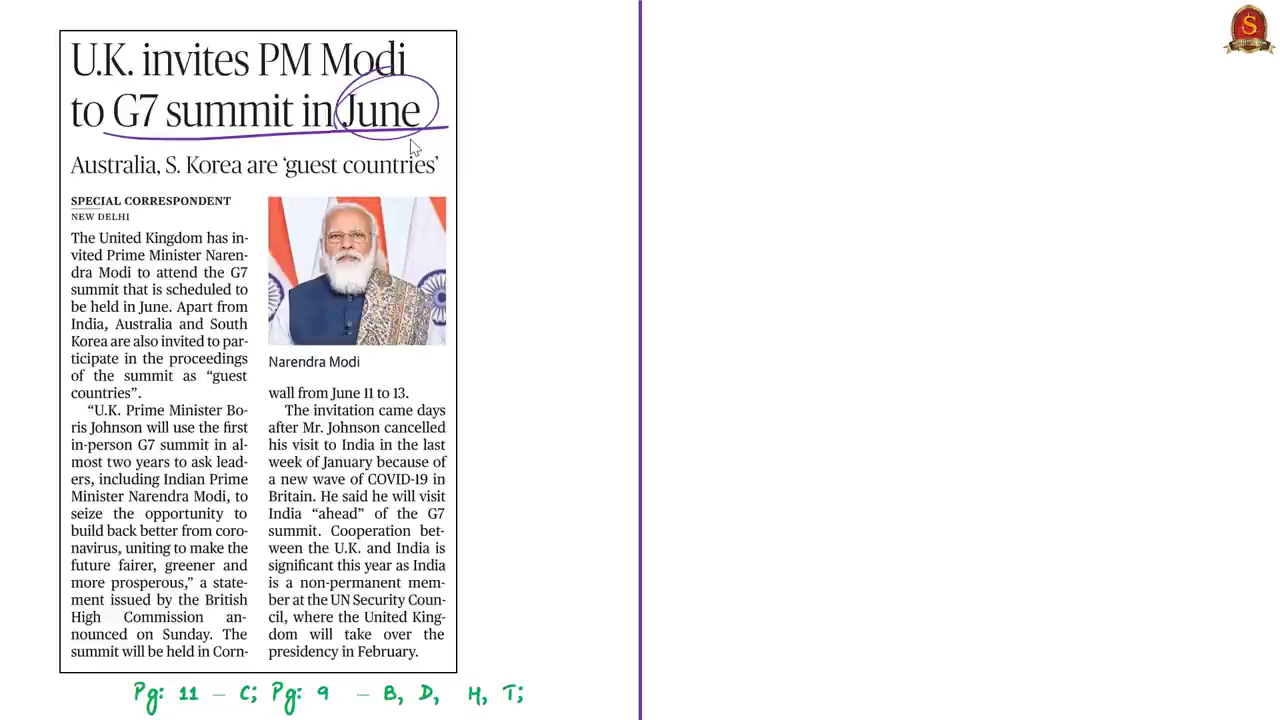 U.K. invites PM Modi
to G7 summit in June
Australia, S. Korea are ‘guest countries’
SPECIAL CORRESPONDENT
NEW DELHI
The United Kingdom has in-
vited Prime Minister Naren-
dra Modi to attend the G7
summit that is scheduled to
be held in June. Apart from
India, Australia and South
Korea are also invited to par-
ticipate in the proceedings
of the summit as “guest
countries”.
“U.K. Prime Minister Bo-
ris Johnson will use the first
in-person G7 summit in al-
most two years to ask lead-
ers, including Indian Prime
Minister Narendra Modi, to
seize the opportunity to
build back better from coro-
navirus, uniting to make the
future fairer, greener and
more prosperous,” a state-
ment issued by the British
High Commission an-
nounced on Sunday. The
summit will be held in Corn-
Narendra Modi
wall from June 11 to 13.
The invitation came days
after Mr. Johnson cancelled
his visit to India in the last
week of January because of
a new wave of COVID-19 in
Britain. He said he will visit
India “ahead” of the G7
summit. Cooperation bet-
ween the U.K. and India is
significant this year as India
is a non-permanent mem-
ber at the UN Security Coun-
cil, where the United King-
dom will take over the
presidency in February.
Pg: 11 – C; Pg: 9 – B, D, H, T;
S